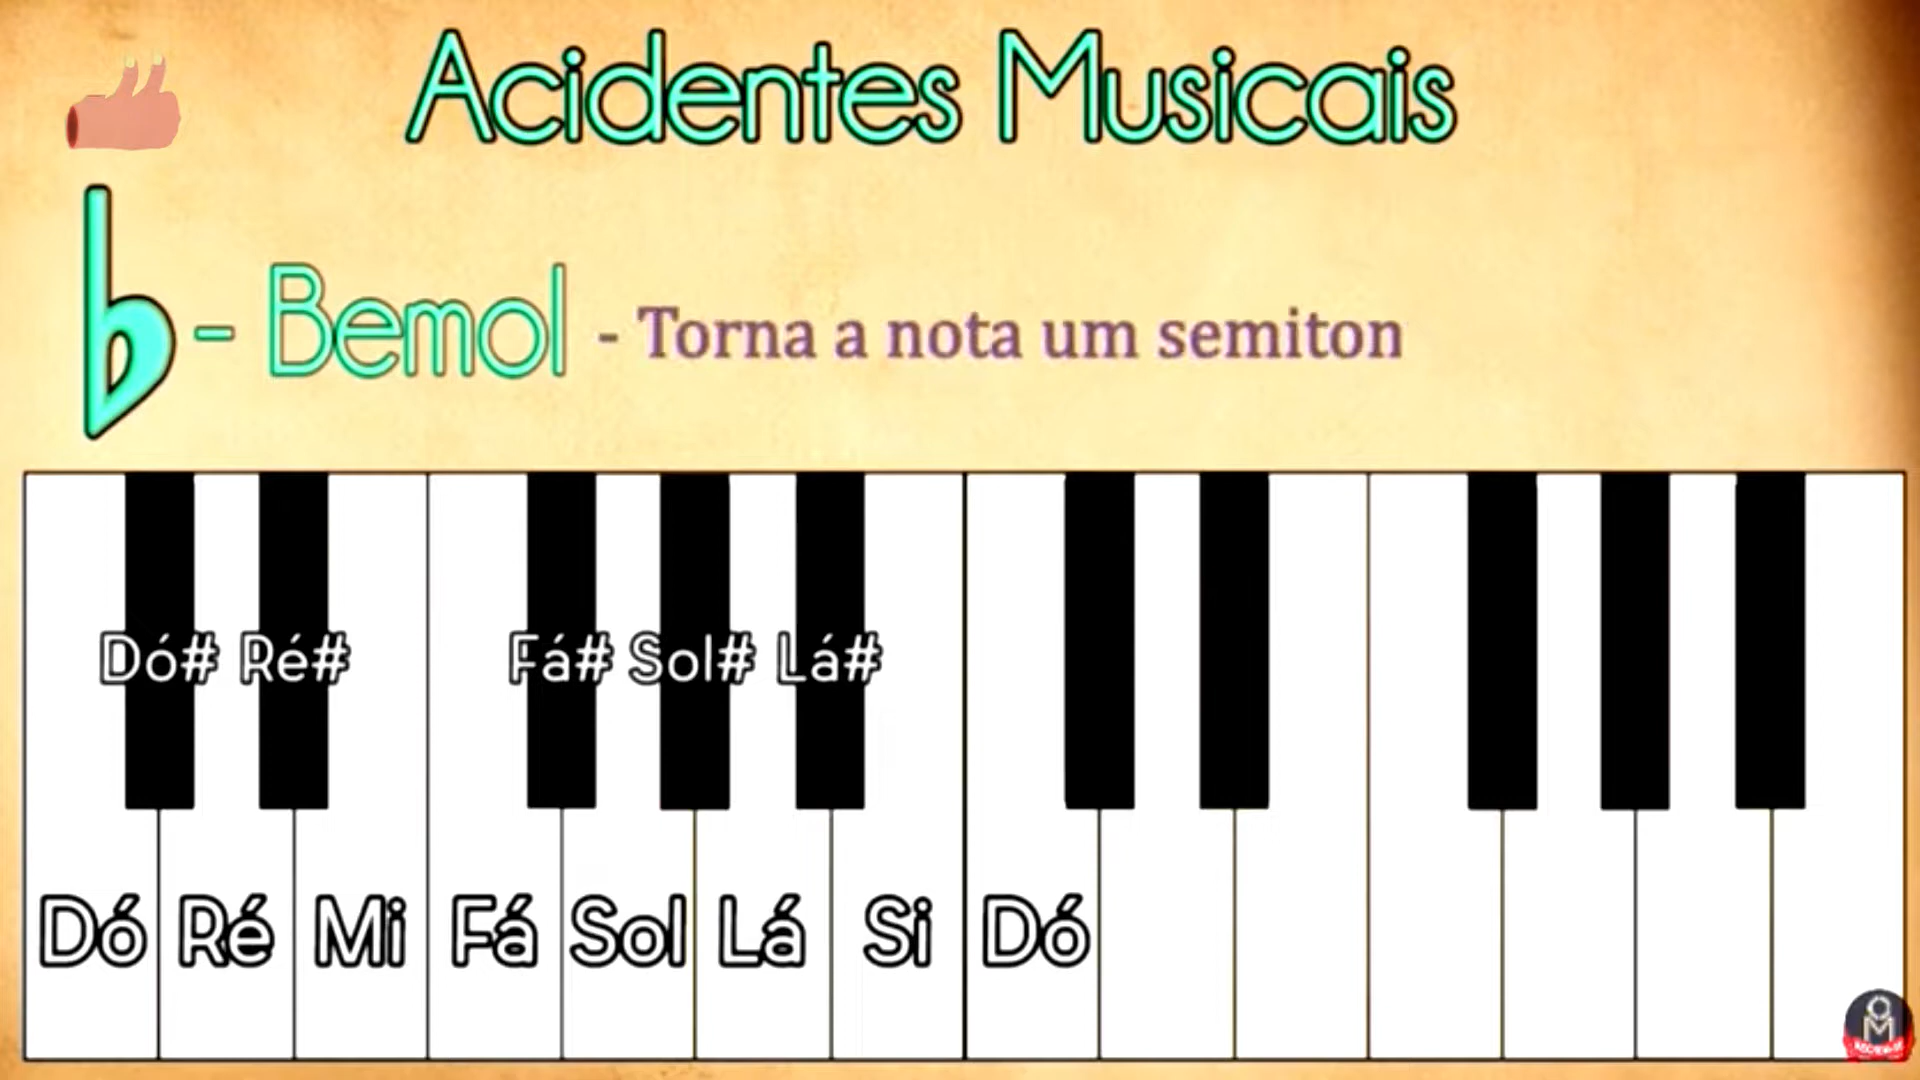 Acidentes Musicais
♭ - Bemol - Torna a nota um semiton
Dó# Ré# Fá# Sol# Lá#
Dó Ré Mi Fá Sol Lá Si Dó